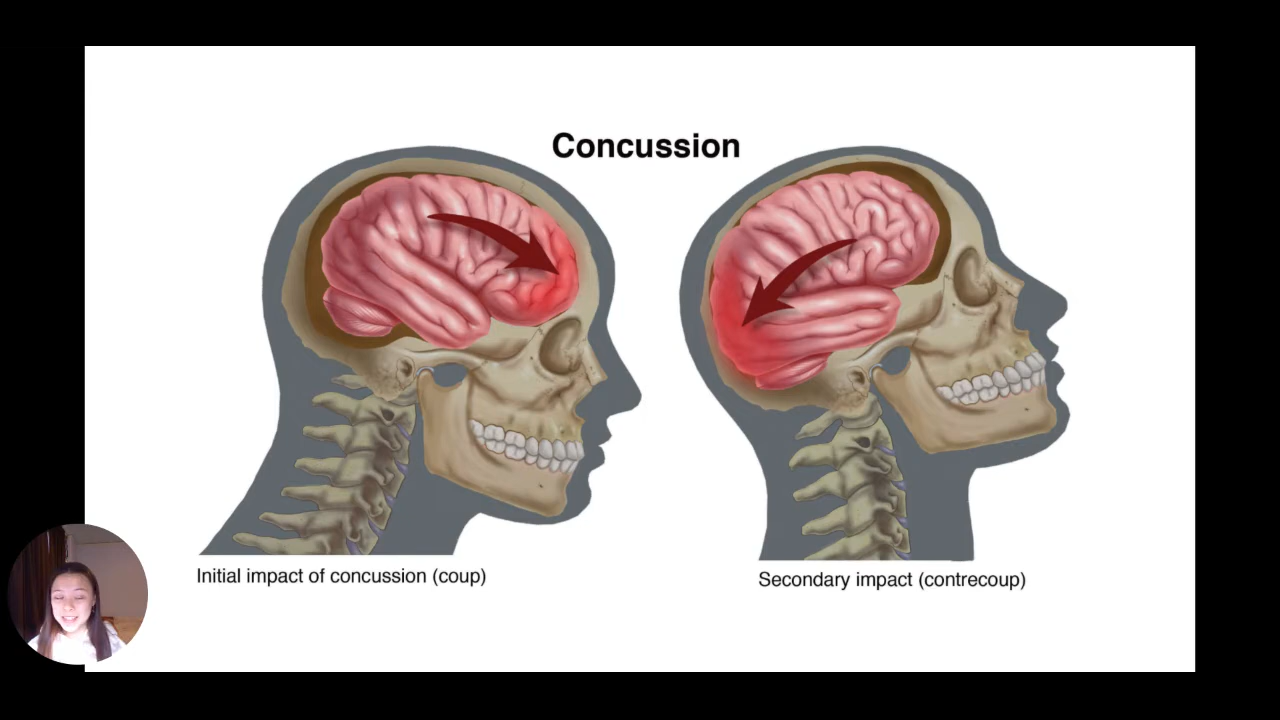 Concussion
Initial impact of concussion (coup)
Secondary impact (contrecoup)